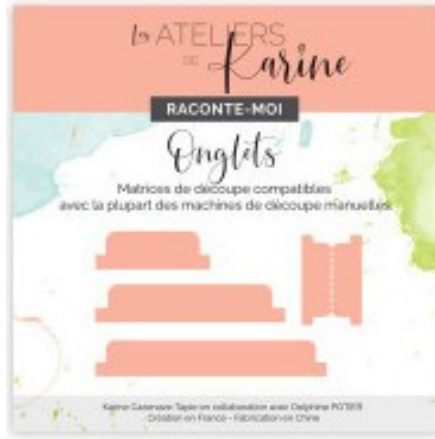 Les ATELIERS
DE Karine
RACONTE-MOI
Onglets
Matrices de découpe compatibles
avec la plupart des machines de découpe manuelles
Karine Cazenave Tapie en collaboration avec Delphine POTIER
Création en France - Fabrication en Chine